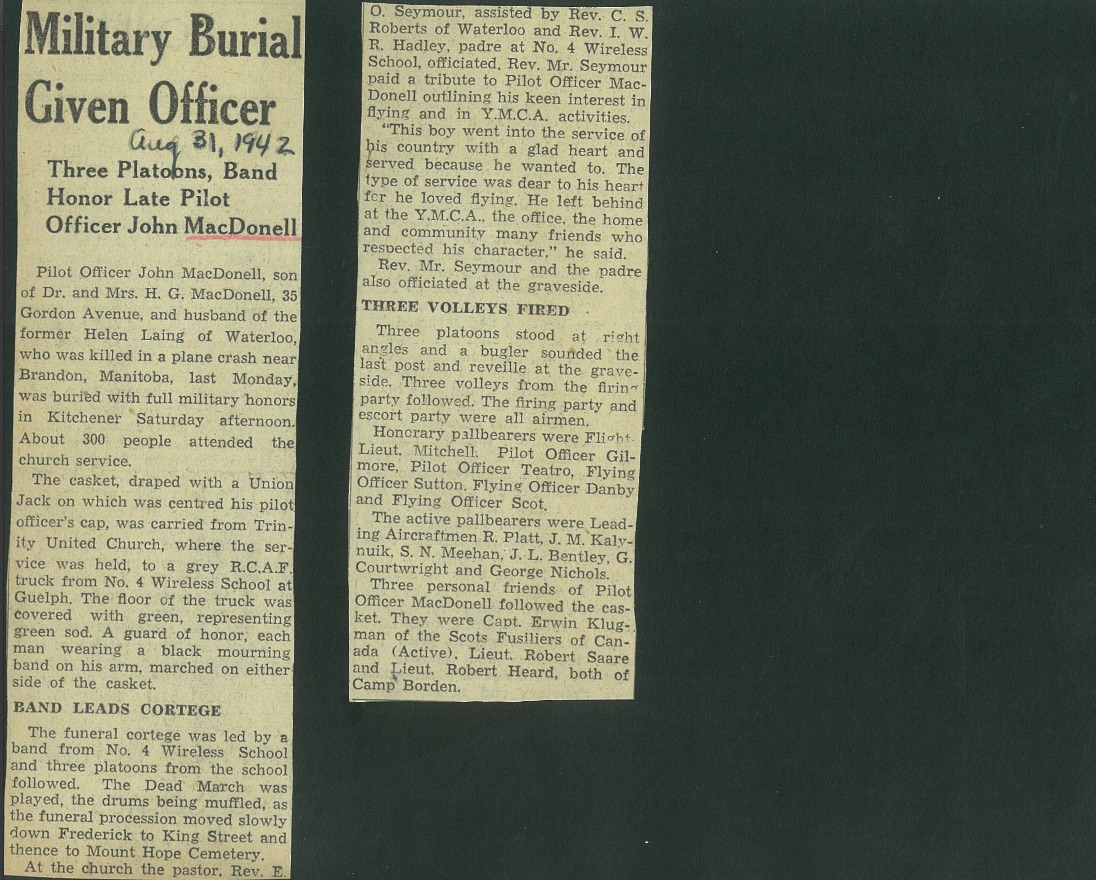 Military Burial
Given Officer
Aug 31, 1942
Three Platoons, Band
Honor Late Pilot
Officer John MacDonell
Pilot Officer John MacDonell, son
of Dr. and Mrs. H. G. MacDonell, 35
Gordon Avenue, and husband of the
former Helen Laing of Waterloo,
who was killed in a plane crash near
Brandon, Manitoba, last Monday,
was buried with full military honors
in Kitchener Saturday afternoon.
About 300 people attended the
church service.
The casket, draped with a Union
Jack on which was centred his pilot
officer's cap, was carried from Trin-
ity United Church, where the ser-
vice was held, to a grey R.C.A.F.
truck from No. 4 Wireless School at
Guelph. The floor of the truck was
covered with green, representing
green sod. A guard of honor, each
man wearing a black mourning
band on his arm, marched on either
side of the casket.
BAND LEADS CORTEGE
The funeral cortege was led by a
band from No. 4 Wireless School
and three platoons from the school
followed. The Dead March was
played, the drums being muffled, as
the funeral procession moved slowly
down Frederick to King Street and
thence to Mount Hope Cemetery.
At the church the pastor, Rev. E.
O. Seymour, assisted by Rev. C. S.
Roberts of Waterloo and Rev. I. W.
R. Hadley, padre at No. 4 Wireless
School, officiated. Rev. Mr. Seymour
paid a tribute to Pilot Officer Mac-
Donell outlining his keen interest in
flying and in Y.M.C.A. activities.
"This boy went into the service of
his country with a glad heart and
served because he wanted to. The
type of service was dear to his heart
for he loved flying. He left behind
at the Y.M.C.A., the office, the home
and community many friends who
respected his character," he said.
Rev. Mr. Seymour and the padre
also officiated at the graveside.
THREE VOLLEYS FIRED
Three platoons stood at right
angles and a bugler sounded the
last post and reveille at the grave-
side. Three volleys from the firing
party followed. The firing party and
escort party were all airmen.
Honorary pallbearers were Flight-
Lieut. Mitchell. Pilot Officer Gil-
more, Pilot Officer Teatro, Flying
Officer Sutton. Flying Officer Danby
and Flying Officer Scot.
The active pallbearers were Lead-
ing Aircraftmen R. Platt, J. M. Kaly-
nuik, S. N. Meehan, J. L. Bentley, G.
Courtwright and George Nichols.
Three personal friends of Pilot
Officer MacDonell followed the cas-
ket. They were Capt. Erwin Klug-
man of the Scots Fusiliers of Can-
ada (Active), Lieut. Robert Saare
and Lieut. Robert Heard, both of
Camp Borden.